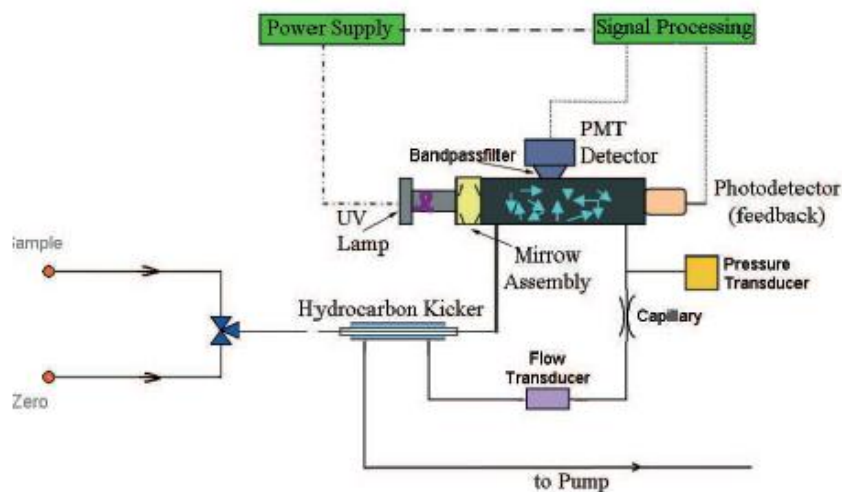 Power Supply
Signal Processing
PMT
Detector
Bandpassfilter
Photodetector
(feedback)
UV
Lamp
Mirrow
Assembly
Sample
Pressure
Transducer
Hydrocarbon Kicker
Capillary
Flow
Transducer
Zero
to Pump